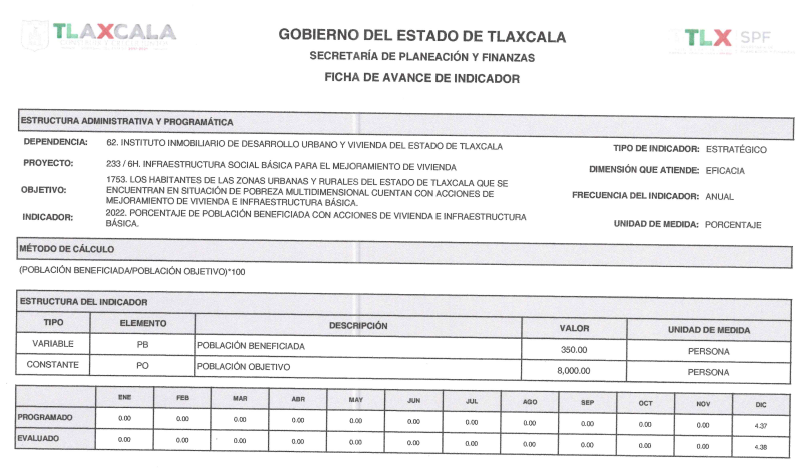 TLAXCALA
GOBIERNO DEL ESTADO DE TLAXCALA
TLX SPF
SECRETARÍA DE PLANEACIÓN Y FINANZAS
FICHA DE AVANCE DE INDICADOR
ESTRUCTURA ADMINISTRATIVA Y PROGRAMÁTICA
DEPENDENCIA: 62. INSTITUTO INMOBILIARIO DE DESARROLLO URBANO Y VIVIENDA DEL ESTADO DE TLAXCALA
TIPO DE INDICADOR: ESTRATÉGICO
PROYECTO: 233 / 6H. INFRAESTRUCTURA SOCIAL BÁSICA PARA EL MEJORAMIENTO DE VIVIENDA
DIMENSIÓN QUE ATIENDE: EFICACIA
OBJETIVO: 1753. LOS HABITANTES DE LAS ZONAS URBANAS Y RURALES DEL ESTADO DE TLAXCALA QUE SE
ENCUENTRAN EN SITUACIÓN DE POBREZA MULTIDIMENSIONAL CUENTAN CON ACCIONES DE
MEJORAMIENTO DE VIVIENDA E INFRAESTRUCTURA BÁSICA.
FRECUENCIA DEL INDICADOR: ANUAL
INDICADOR: 2022. PORCENTAJE DE POBLACIÓN BENEFICIADA CON ACCIONES DE VIVIENDA E INFRAESTRUCTURA
BÁSICA.
UNIDAD DE MEDIDA: PORCENTAJE
MÉTODO DE CÁLCULO
(POBLACIÓN BENEFICIADA/POBLACIÓN OBJETIVO)*100
ESTRUCTURA DEL INDICADOR
TIPO ELEMENTO DESCRIPCIÓN VALOR UNIDAD DE MEDIDA
VARIABLE PB POBLACIÓN BENEFICIADA 350.00 PERSONA
CONSTANTE PO POBLACIÓN OBJETIVO 8,000.00 PERSONA
ENE FEB MAR ABR MAY JUN JUL AGO SEP OCT NOV DIC
PROGRAMADO 0.00 0.00 0.00 0.00 0.00 0.00 0.00 0.00 0.00 0.00 0.00 4.37
EVALUADO 0.00 0.00 0.00 0.00 0.00 0.00 0.00 0.00 0.00 0.00 0.00 4.38